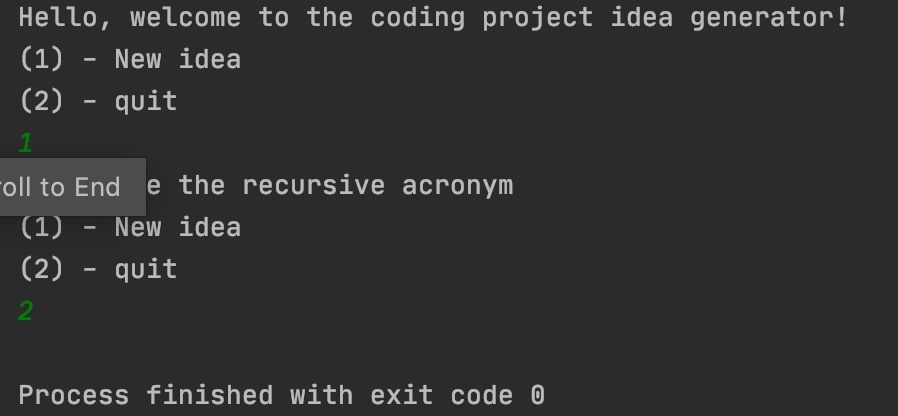 Hello, welcome to the coding project idea generator!
(1) - New idea
(2) - quit
1
the recursive acronym
to End
(1) - New idea
(2) - quit
2
Process finished with exit code 0